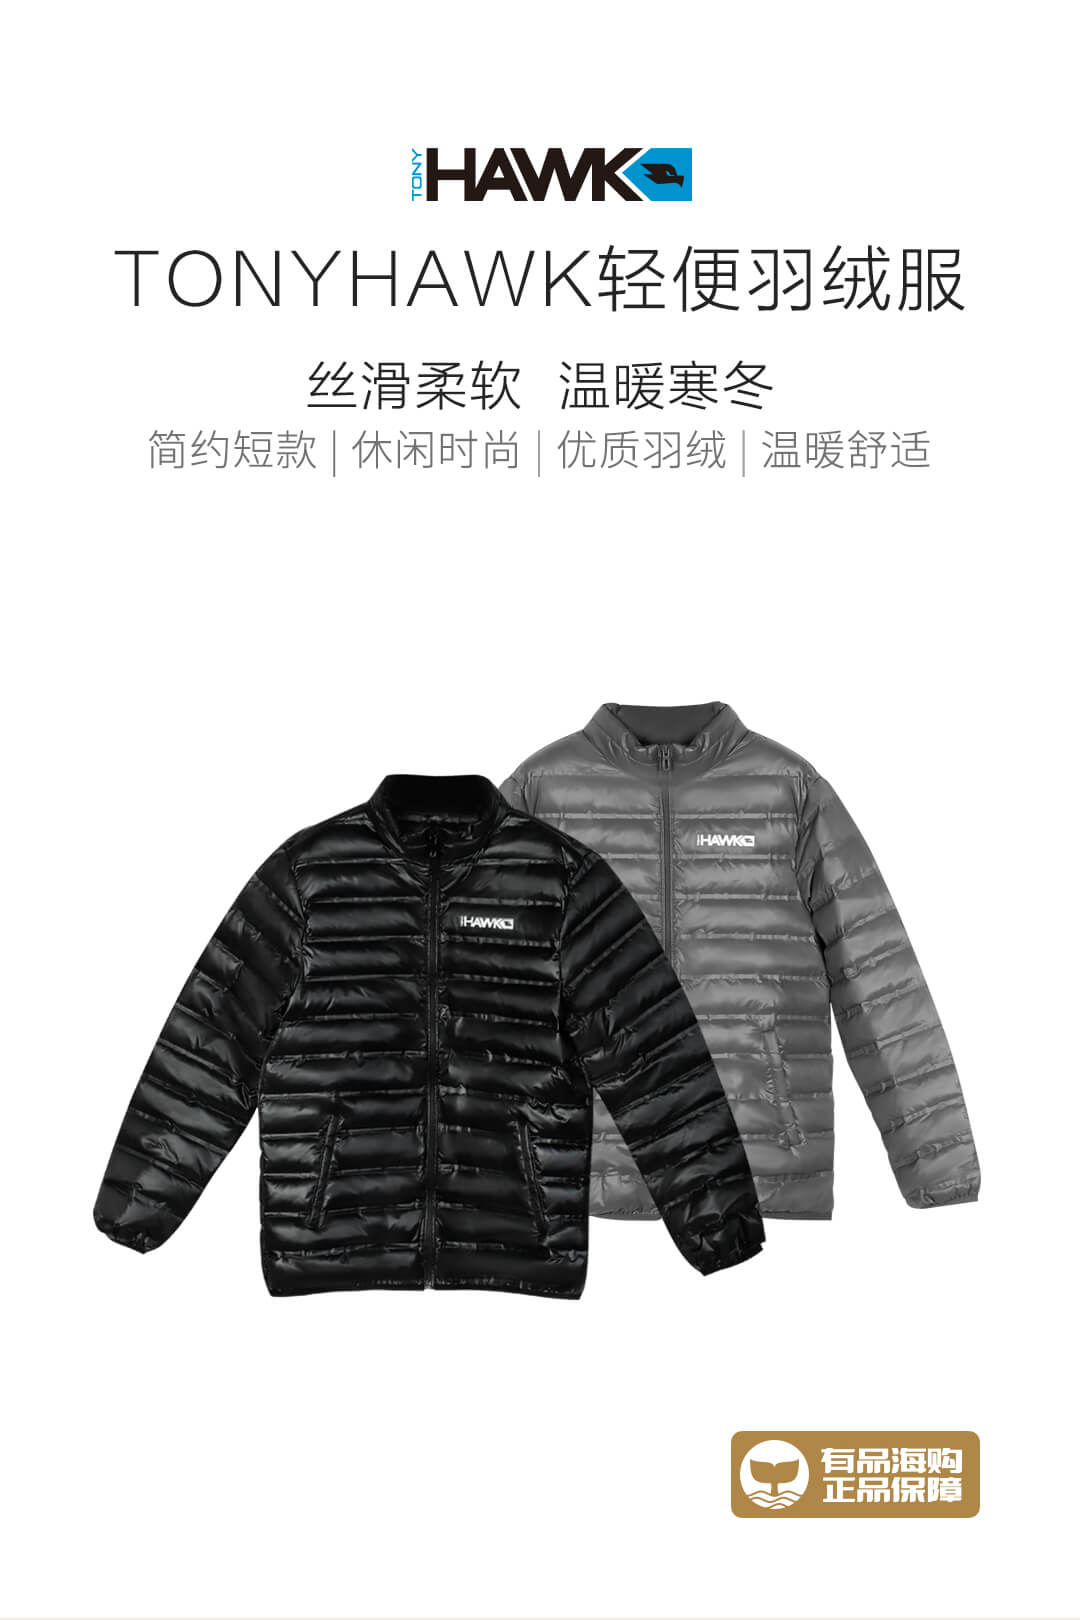 TONY HAWK
TONYHAWK轻便羽绒服
丝滑柔软 温暖寒冬
简约短款 | 休闲时尚 | 优质羽绒 | 温暖舒适
HAWK
HAWK
有品海购
正品保障